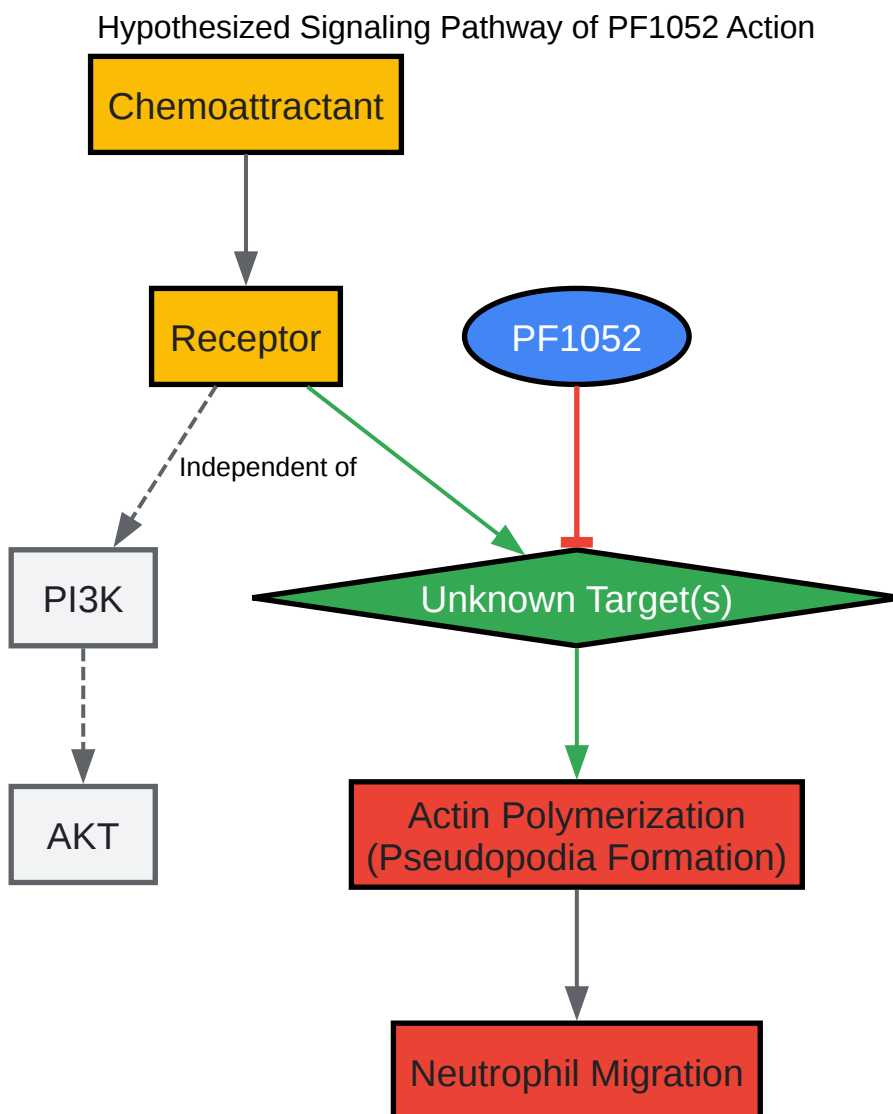 Hypothesized Signaling Pathway of PF1052 Action
Chemoattractant
Receptor
PF1052
Independent of
PI3K
Unknown Target(s)
AKT
Actin Polymerization
(Pseudopodia Formation)
Neutrophil Migration